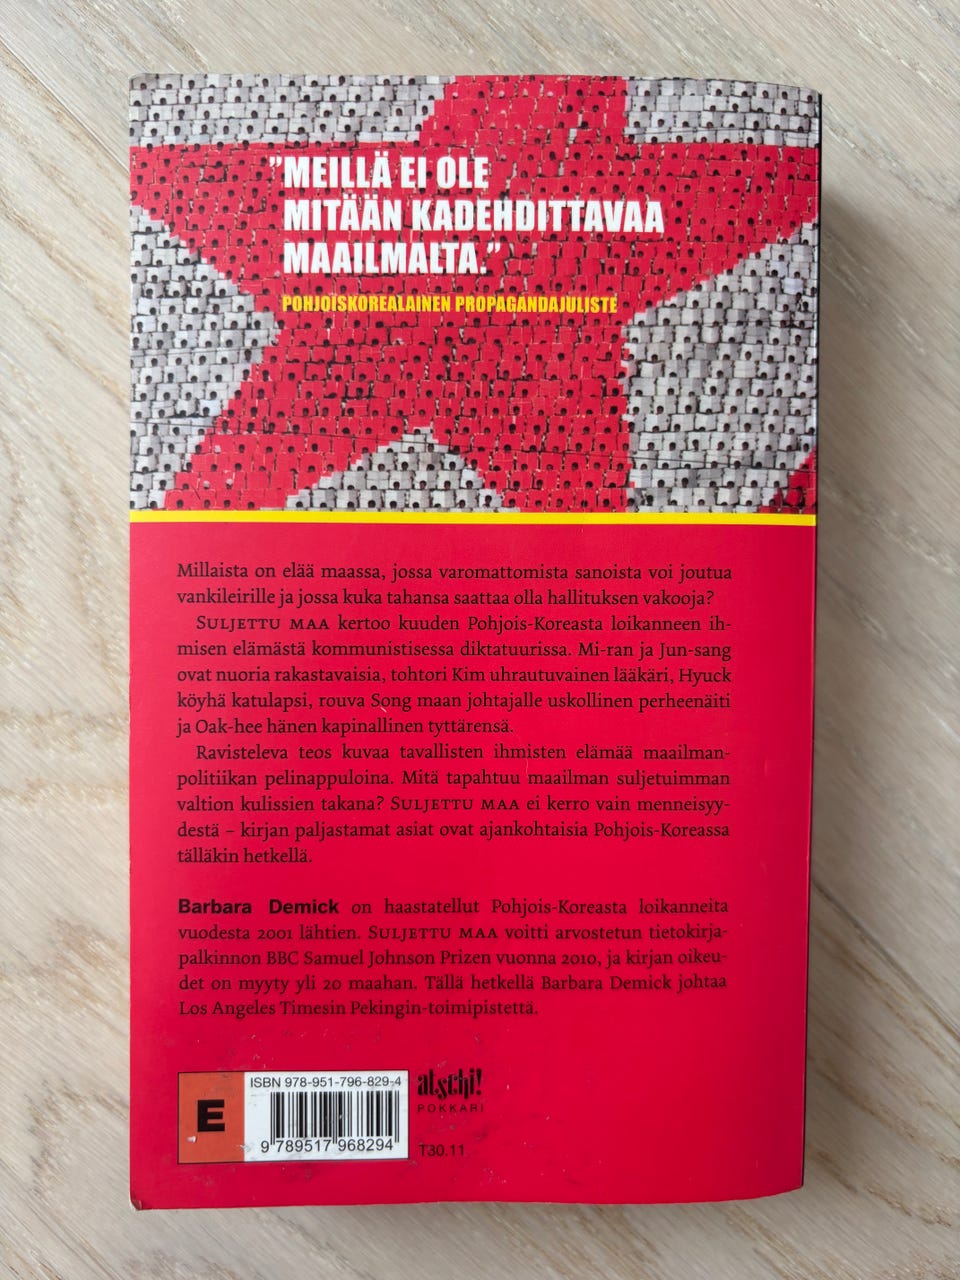 ”MEILLÄ EI OLE
MITÄÄN KADEHDITTAVAA
MAAILMALTA.”
POHJOISKOREALAINEN PROPAGANDAJULISTE
Millaista on elää maassa, jossa varomattomista sanoista voi joutua
vankileirille ja jossa kuka tahansa saattaa olla hallituksen vakooja?
SULJETTU MAA kertoo kuuden Pohjois-Koreasta loikanneen ih-
misen elämästä kommunistisessa diktatuurissa. Mi-ran ja Jun-sang
ovat nuoria rakastavaisia, tohtori Kim uhrautuvainen lääkäri, Hyuck
köyhä katulapsi, rouva Song maan johtajalle uskollinen perheenäiti
ja Oak-hee hänen kapinallinen tyttärensä.
Ravisteleva teos kuvaa tavallisten ihmisten elämää maailman-
politiikan pelinappuloina. Mitä tapahtuu maailman suljetuimman
valtion kulissien takana? SULJETTU MAA ei kerro vain menneisyy-
destä – kirjan paljastamat asiat ovat ajankohtaisia Pohjois-Koreassa
tälläkin hetkellä.
Barbara Demick on haastatellut Pohjois-Koreasta loikanneita
vuodesta 2001 lähtien. SULJETTU MAA voitti arvostetun tietokirja-
palkinnon BBC Samuel Johnson Prizen vuonna 2010, ja kirjan oikeu-
det on myyty yli 20 maahan. Tällä hetkellä Barbara Demick johtaa
Los Angeles Timesin Pekingin-toimipistettä.
E
ISBN 978-951-796-829-4
9 789517 968294
atschi!
POKKARI
T30.11